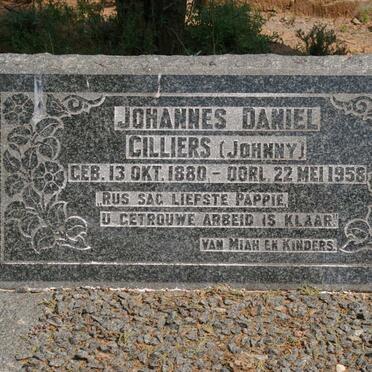 JOHANNES DANIEL
CILLIERS (JOHNNY)
GEB. 13 OKT. 1880 - OORL. 22 MEI 1958
RUS SAG LIEFSTE PAPPIE.
U GETROUWE ARBEID IS KLAAR.
VAN MIAH EN KINDERS.